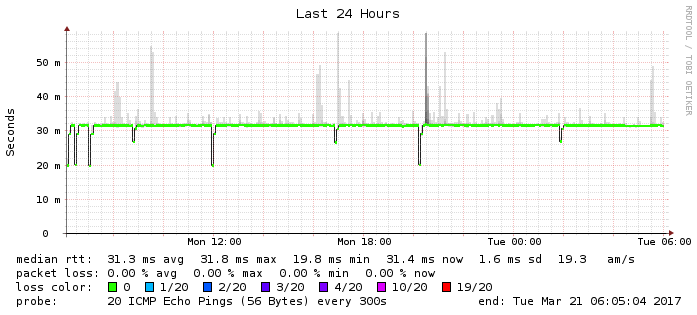 Last 24 Hours
RRDTOOL / TOBI OETIKER
Seconds
50 m
40 m
30 m
20 m
10 m
0
Mon 12:00 Mon 18:00 Tue 00:00 Tue 06:00
median rtt: 31.3 ms avg 31.8 ms max 19.8 ms min 31.4 ms now 1.6 ms sd 19.3 am/s
packet loss: 0.00 % avg 0.00 % max 0.00 % min 0.00 % now
loss color: 0 1/20 2/20 3/20 4/20 10/20 19/20
probe: 20 ICMP Echo Pings (56 Bytes) every 300s end: Tue Mar 21 06:05:04 2017